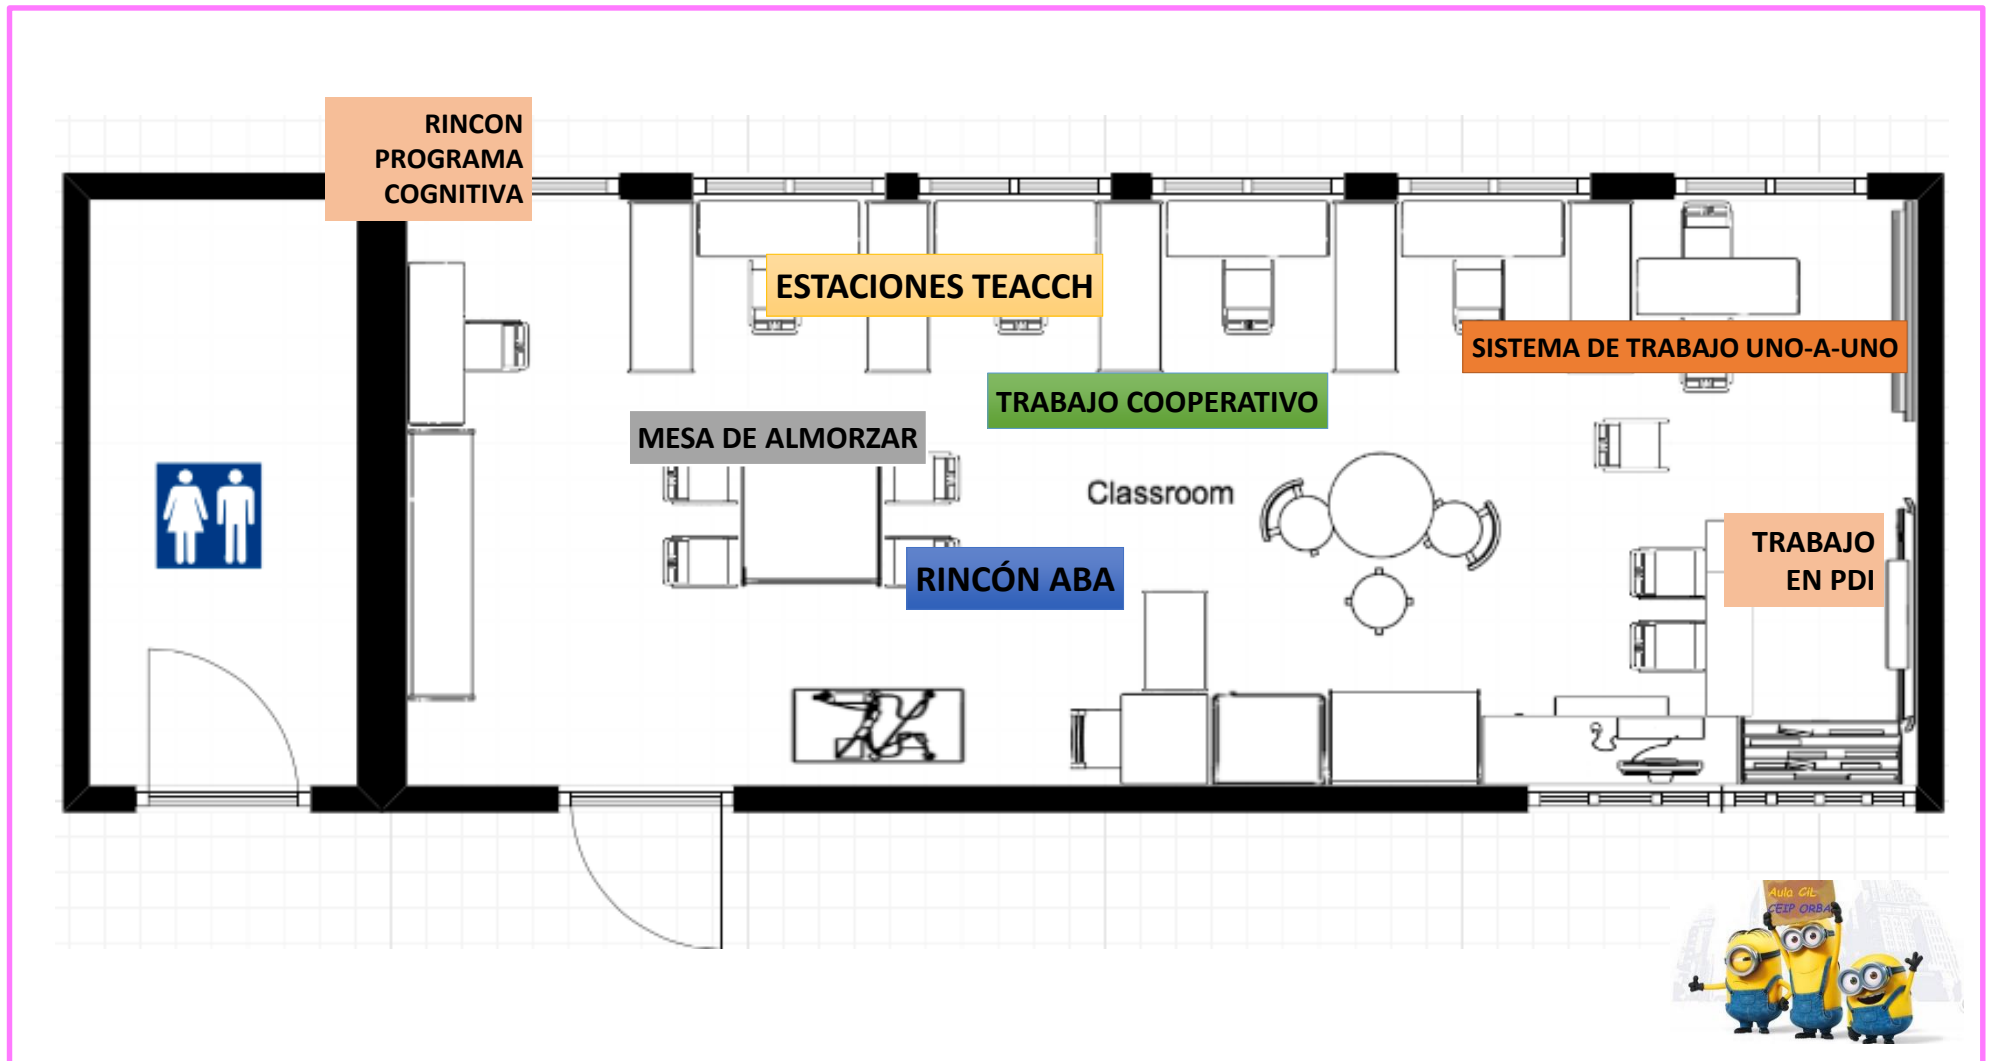 RINCON
PROGRAMA
COGNITIVA
ESTACIONES TEACCH
SISTEMA DE TRABAJO UNO-A-UNO
TRABAJO COOPERATIVO
MESA DE ALMORZAR
Classroom
TRABAJO
EN PDI
RINCÓN ABA
Aula CiL
CEIP ORBA